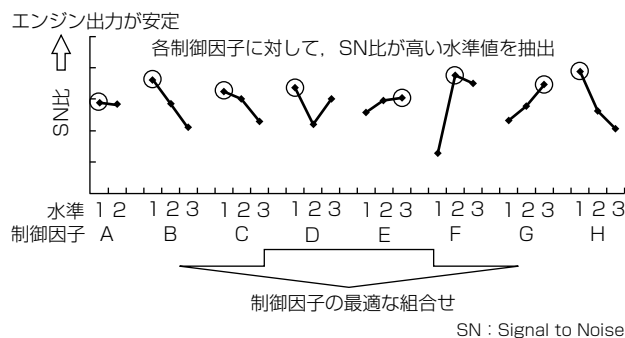 エンジン出力が安定
各制御因子に対して，SN比が高い水準値を抽出
SN比
水準 1 2 1 2 3 1 2 3 1 2 3 1 2 3 1 2 3 1 2 3 1 2 3
制御因子 A B C D E F G H
制御因子の最適な組合せ
SN：Signal to Noise